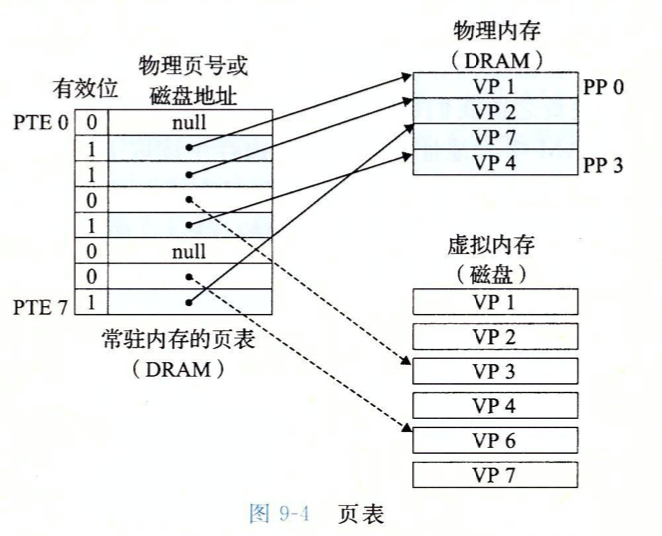 物理页号或
有效位 磁盘地址
PTE 0 0 null
1
1
0
1
0 null
0
PTE 7 1
常驻内存的页表
(DRAM)
物理内存
(DRAM)
VP 1 PP 0
VP 2
VP 7
VP 4 PP 3
虚拟内存
(磁盘)
VP 1
VP 2
VP 3
VP 4
VP 6
VP 7
图 9-4 页表